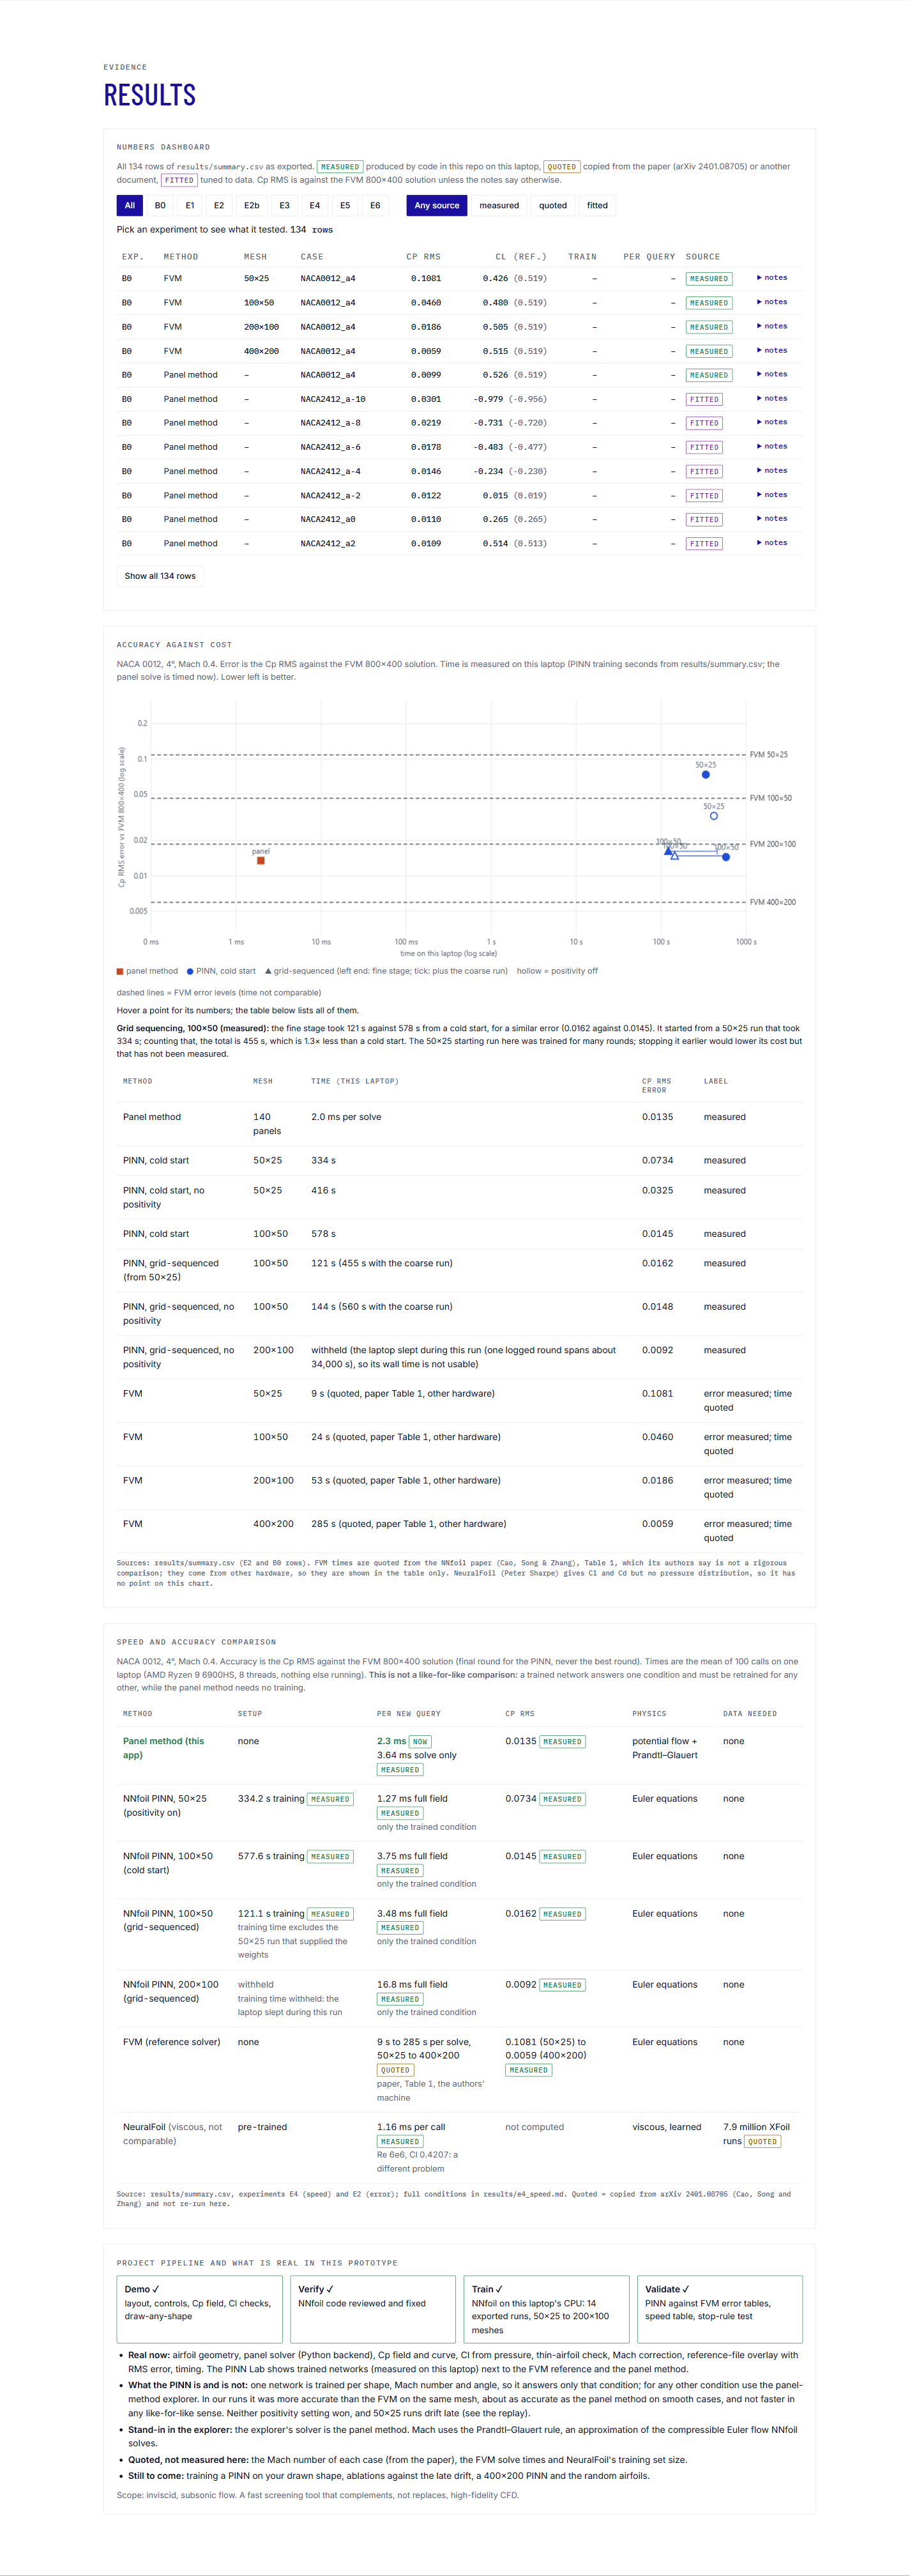 EVIDENCE
RESULTS
NUMBERS DASHBOARD
All 134 rows of results/summary.csv as exported. MEASURED produced by code in this repo on this laptop, QUOTED copied from the paper (arXiv 2401.08705) or another
document, FITTED tuned to data. Cp RMS is against the FVM 800×400 solution unless the notes say otherwise.
All B0 E1 E2 E2b E3 E4 E5 E6 Any source measured quoted fitted
Pick an experiment to see what it tested. 134 rows
EXP. METHOD MESH CASE CP RMS CL (REF.) TRAIN PER QUERY SOURCE
B0 FVM 50×25 NACA0012_a4 0.1081 0.426 (0.519) – – MEASURED ▶ notes
B0 FVM 100×50 NACA0012_a4 0.0460 0.480 (0.519) – – MEASURED ▶ notes
B0 FVM 200×100 NACA0012_a4 0.0186 0.505 (0.519) – – MEASURED ▶ notes
B0 FVM 400×200 NACA0012_a4 0.0059 0.515 (0.519) – – MEASURED ▶ notes
B0 Panel method – NACA0012_a4 0.0099 0.526 (0.519) – – MEASURED ▶ notes
B0 Panel method – NACA2412_a-10 0.0301 -0.979 (-0.956) – – FITTED ▶ notes
B0 Panel method – NACA2412_a-8 0.0219 -0.731 (-0.720) – – FITTED ▶ notes
B0 Panel method – NACA2412_a-6 0.0178 -0.483 (-0.477) – – FITTED ▶ notes
B0 Panel method – NACA2412_a-4 0.0146 -0.234 (-0.230) – – FITTED ▶ notes
B0 Panel method – NACA2412_a-2 0.0122 0.015 (0.019) – – FITTED ▶ notes
B0 Panel method – NACA2412_a0 0.0110 0.265 (0.265) – – FITTED ▶ notes
B0 Panel method – NACA2412_a2 0.0109 0.514 (0.513) – – FITTED ▶ notes
Show all 134 rows
ACCURACY AGAINST COST
NACA 0012, 4°, Mach 0.4. Error is the Cp RMS against the FVM 800×400 solution. Time is measured on this laptop (PINN training seconds from results/summary.csv; the
panel solve is timed now). Lower left is better.
Cp RMS error vs FVM 800×400 (log scale)
0.2
0.1
0.05
0.02
0.01
0.005
FVM 50×25
50×25
FVM 100×50
50×25
FVM 200×100
panel
100×50
100×50
100×50
FVM 400×200
0 ms 1 ms 10 ms 100 ms 1 s 10 s 100 s 1000 s
time on this laptop (log scale)
panel method PINN, cold start grid-sequenced (left end: fine stage; tick: plus the coarse run) hollow = positivity off
dashed lines = FVM error levels (time not comparable)
Hover a point for its numbers; the table below lists all of them.
Grid sequencing, 100×50 (measured): the fine stage took 121 s against 578 s from a cold start, for a similar error (0.0162 against 0.0145). It started from a 50×25 run that took
334 s; counting that, the total is 455 s, which is 1.3× less than a cold start. The 50×25 starting run here was trained for many rounds; stopping it earlier would lower its cost but
that has not been measured.
METHOD MESH TIME (THIS LAPTOP) CP RMS ERROR LABEL
Panel method 140 panels 2.0 ms per solve 0.0135 measured
PINN, cold start 50×25 334 s 0.0734 measured
PINN, cold start, no positivity 50×25 416 s 0.0325 measured
PINN, cold start 100×50 578 s 0.0145 measured
PINN, grid-sequenced (from 50×25) 100×50 121 s (455 s with the coarse run) 0.0162 measured
PINN, grid-sequenced, no positivity 100×50 144 s (560 s with the coarse run) 0.0148 measured
PINN, grid-sequenced, no positivity 200×100 withheld (the laptop slept during this run (one logged round spans about 34,000 s), so its wall time is not usable) 0.0092 measured
FVM 50×25 9 s (quoted, paper Table 1, other hardware) 0.1081 error measured; time quoted
FVM 100×50 24 s (quoted, paper Table 1, other hardware) 0.0460 error measured; time quoted
FVM 200×100 53 s (quoted, paper Table 1, other hardware) 0.0186 error measured; time quoted
FVM 400×200 285 s (quoted, paper Table 1, other hardware) 0.0059 error measured; time quoted
Sources: results/summary.csv (E2 and B0 rows). FVM times are quoted from the NNfoil paper (Cao, Song & Zhang), Table 1, which its authors say is not a rigorous
comparison; they come from other hardware, so they are shown in the table only. NeuralFoil (Peter Sharpe) gives Cl and Cd but no pressure distribution, so it has
no point on this chart.
SPEED AND ACCURACY COMPARISON
NACA 0012, 4°, Mach 0.4. Accuracy is the Cp RMS against the FVM 800×400 solution (final round for the PINN, never the best round). Times are the mean of 100 calls on one
laptop (AMD Ryzen 9 6900HS, 8 threads, nothing else running). This is not a like-for-like comparison: a trained network answers one condition and must be retrained for any
other, while the panel method needs no training.
METHOD SETUP PER NEW QUERY CP RMS PHYSICS DATA NEEDED
Panel method (this app) none 2.3 ms NOW 3.64 ms solve only MEASURED 0.0135 MEASURED potential flow + Prandtl–Glauert none
NNfoil PINN, 50×25 (positivity on) 334.2 s training MEASURED 1.27 ms full field MEASURED only the trained condition 0.0734 MEASURED Euler equations none
NNfoil PINN, 100×50 (cold start) 577.6 s training MEASURED 3.75 ms full field MEASURED only the trained condition 0.0145 MEASURED Euler equations none
NNfoil PINN, 100×50 (grid-sequenced) 121.1 s training MEASURED training time excludes the 50×25 run that supplied the weights 3.48 ms full field MEASURED only the trained condition 0.0162 MEASURED Euler equations none
NNfoil PINN, 200×100 (grid-sequenced) withheld training time withheld: the laptop slept during this run 16.8 ms full field MEASURED only the trained condition 0.0092 MEASURED Euler equations none
FVM (reference solver) none 9 s to 285 s per solve, 50×25 to 400×200 QUOTED paper, Table 1, the authors' machine 0.1081 (50×25) to 0.0059 (400×200) MEASURED Euler equations none
NeuralFoil (viscous, not comparable) pre-trained 1.16 ms per call MEASURED Re 6e6, Cl 0.4207: a different problem not computed viscous, learned 7.9 million XFoil runs QUOTED
Source: results/summary.csv, experiments E4 (speed) and E2 (error); full conditions in results/e4_speed.md. Quoted = copied from arXiv 2401.08705 (Cao, Song and
Zhang) and not re-run here.
PROJECT PIPELINE AND WHAT IS REAL IN THIS PROTOTYPE
Demo ✓
layout, controls, Cp field, Cl checks,
draw-any-shape
Verify ✓
NNfoil code reviewed and fixed
Train ✓
NNfoil on this laptop's CPU: 14
exported runs, 50×25 to 200×100
meshes
Validate ✓
PINN against FVM error tables,
speed table, stop-rule test
• Real now: airfoil geometry, panel solver (Python backend), Cp field and curve, Cl from pressure, thin-airfoil check, Mach correction, reference-file overlay with
RMS error, timing. The PINN Lab shows trained networks (measured on this laptop) next to the FVM reference and the panel method.
• What the PINN is and is not: one network is trained per shape, Mach number and angle, so it answers only that condition; for any other condition use the panel-
method explorer. In our runs it was more accurate than the FVM on the same mesh, about as accurate as the panel method on smooth cases, and not faster in
any like-for-like sense. Neither positivity setting won, and 50×25 runs drift late (see the replay).
• Stand-in in the explorer: the explorer's solver is the panel method. Mach uses the Prandtl–Glauert rule, an approximation of the compressible Euler flow NNfoil
solves.
• Quoted, not measured here: the Mach number of each case (from the paper), the FVM solve times and NeuralFoil's training set size.
• Still to come: training a PINN on your drawn shape, ablations against the late drift, a 400×200 PINN and the random airfoils.
Scope: inviscid, subsonic flow. A fast screening tool that complements, not replaces, high-fidelity CFD.